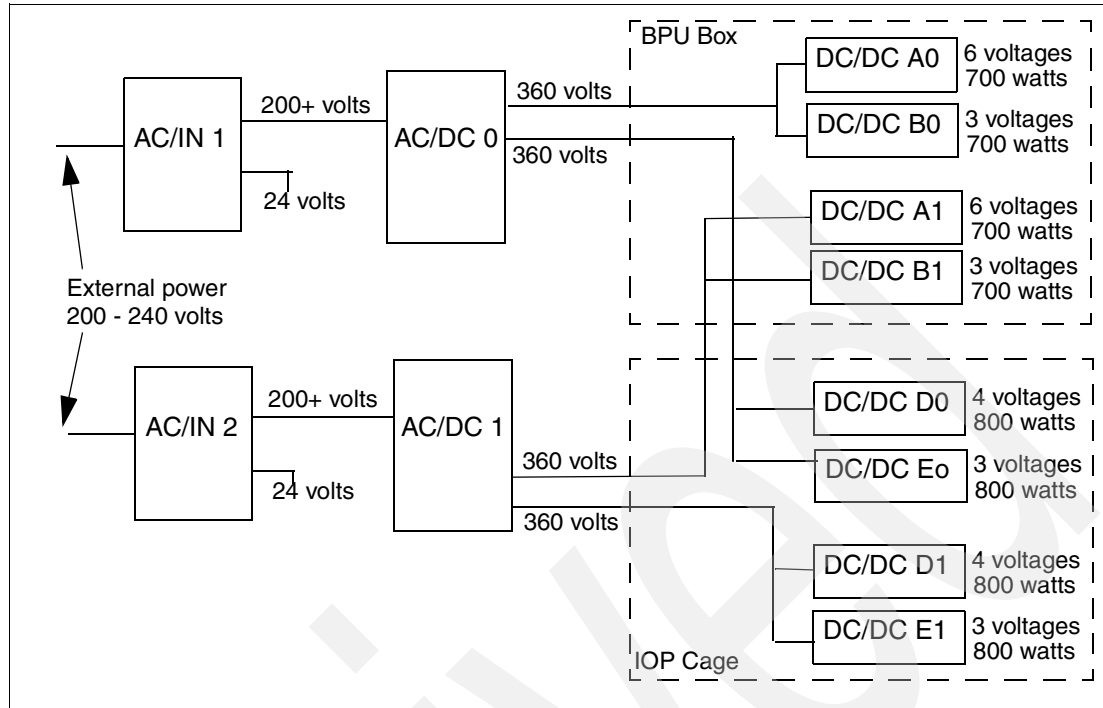 BPU Box
DC/DC A0
6 voltages
700 watts
360 volts
200+ volts
AC/IN 1
AC/DC 0
DC/DC B0
3 voltages
700 watts
360 volts
24 volts
DC/DC A1
6 voltages
700 watts
DC/DC B1
3 voltages
700 watts
External power
200 - 240 volts
200+ volts
AC/IN 2
AC/DC 1
DC/DC D0
4 voltages
800 watts
360 volts
24 volts
DC/DC Eo
3 voltages
800 watts
360 volts
DC/DC D1
4 voltages
800 watts
DC/DC E1
3 voltages
800 watts
IOP Cage